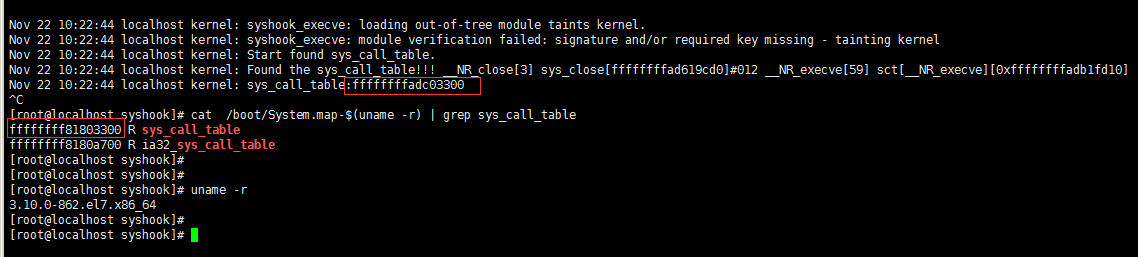 Nov 22 10:22:44 localhost kernel: syshook_execve: loading out-of-tree module taints kernel.
Nov 22 10:22:44 localhost kernel: syshook_execve: module verification failed: signature and/or required key missing - tainting kernel
Nov 22 10:22:44 localhost kernel: Start found sys_call_table.
Nov 22 10:22:44 localhost kernel: Found the sys_call_table!!! __NR_close[3] sys_close[ffffffffad619cd0]#012 __NR_execve[59] sct[__NR_execve][0xffffffffadb1fd10]
Nov 22 10:22:44 localhost kernel: sys_call_table:ffffffffadc03300
^C
[root@localhost syshook]# cat  /boot/System.map-$(uname -r) | grep sys_call_table
ffffffff81803300 R sys_call_table
ffffffff8180a700 R ia32_sys_call_table
[root@localhost syshook]#
[root@localhost syshook]#
[root@localhost syshook]# uname -r
3.10.0-862.el7.x86_64
[root@localhost syshook]#
[root@localhost syshook]#